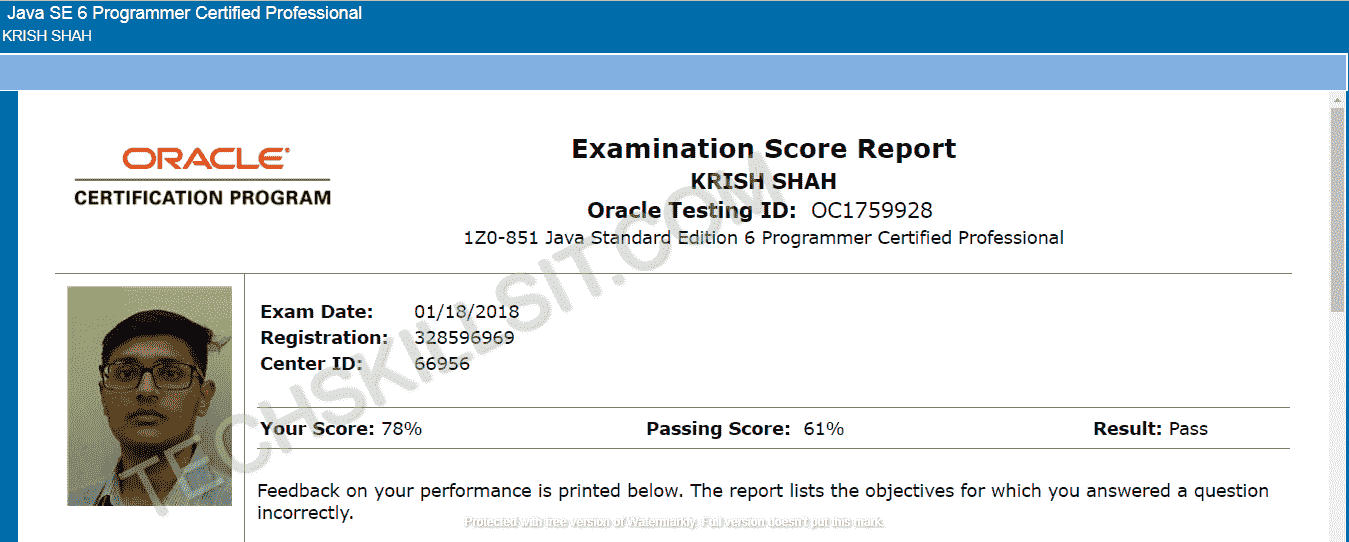 Java SE 6 Programmer Certified Professional
KRISH SHAH
ORACLE®
CERTIFICATION PROGRAM
Examination Score Report
KRISH SHAH
Oracle Testing ID: OC1759928
1Z0-851 Java Standard Edition 6 Programmer Certified Professional
Exam Date: 01/18/2018
Registration: 328596969
Center ID: 66956
Your Score: 78% Passing Score: 61% Result: Pass
Feedback on your performance is printed below. The report lists the objectives for which you answered a question
incorrectly.
TECHSKILLSIT.COM
Protected with free version of Watermarkly. Full version doesn't put this mark.